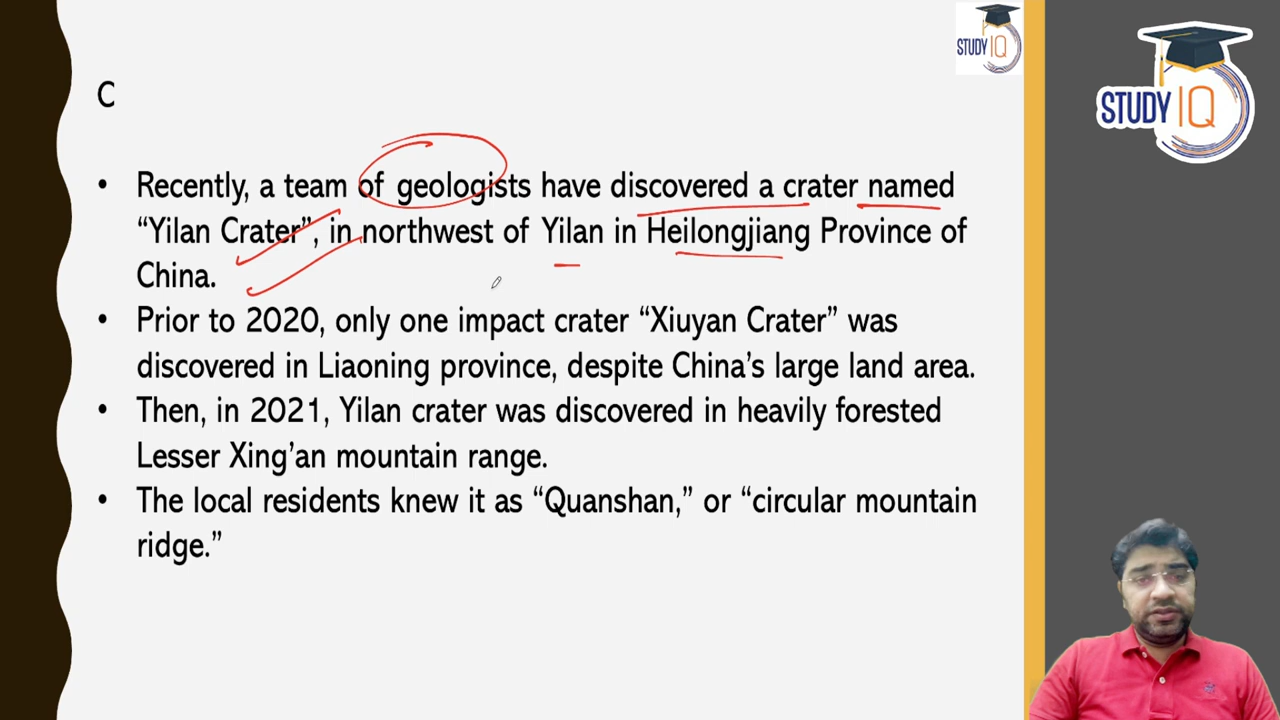 STUDY IQ
STUDY IQ
C
• Recently, a team of geologists have discovered a crater named
“Yilan Crater”, in northwest of Yilan in Heilongjiang Province of
China.
• Prior to 2020, only one impact crater “Xiuyan Crater” was
discovered in Liaoning province, despite China’s large land area.
• Then, in 2021, Yilan crater was discovered in heavily forested
Lesser Xing’an mountain range.
• The local residents knew it as “Quanshan,” or “circular mountain
ridge.”